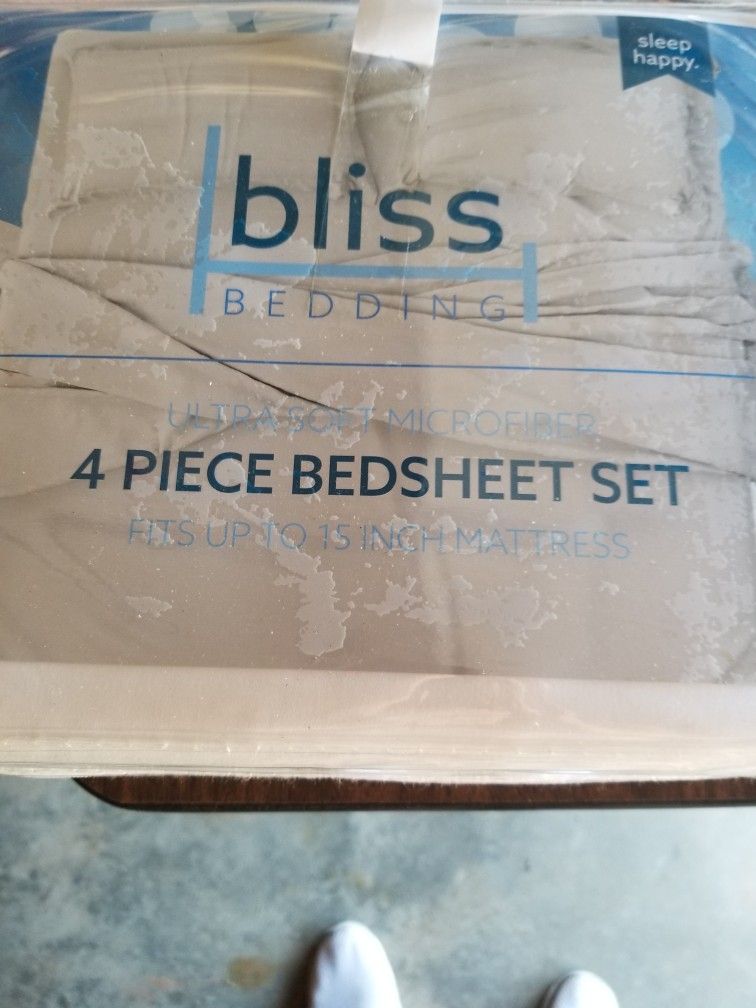 sleep
happy.
bliss
BEDDING
ULTRA SOFT MICROFIBER
4 PIECE BEDSHEET SET
FITS UP TO 15 INCH MATTRESS